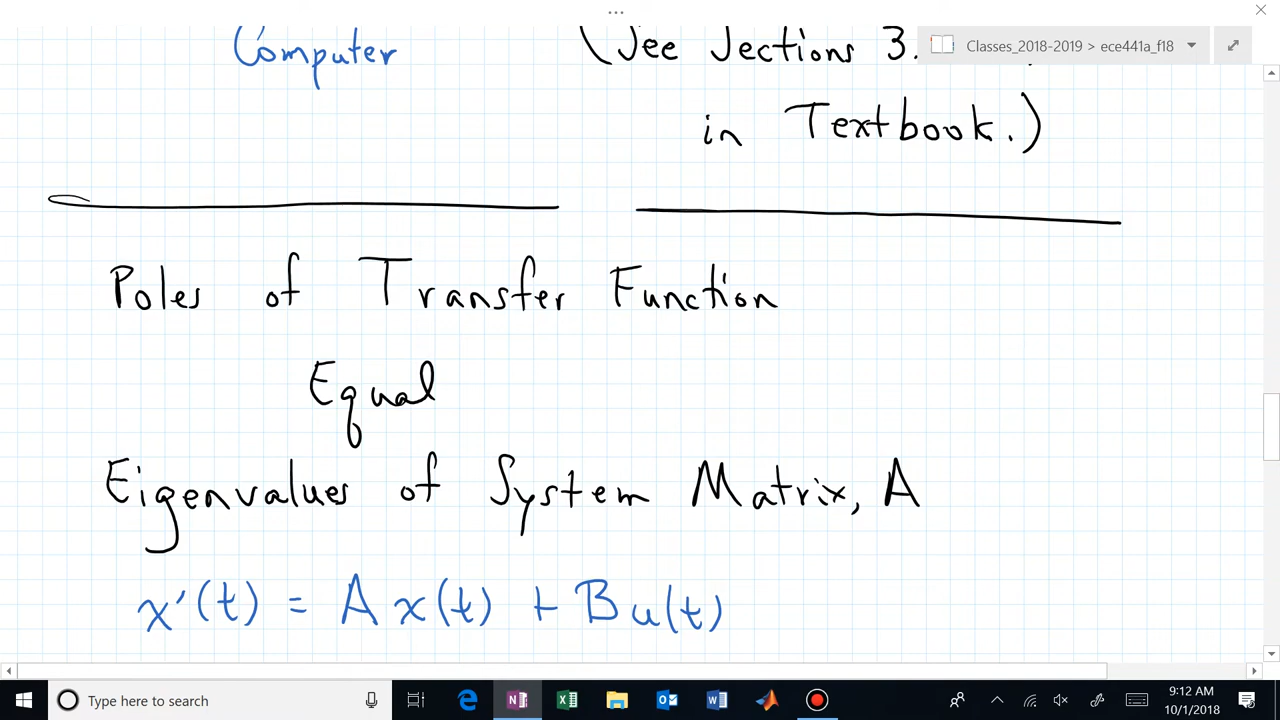 Classes_2018-2019 > ece441a_f18
Computer
(See Sections 3.
in Textbook.)
Poles of Transfer Function
Equal
Eigenvalues of System Matrix, A
x'(t) = A x(t) + B u(t)
Type here to search
9:12 AM
10/1/2018